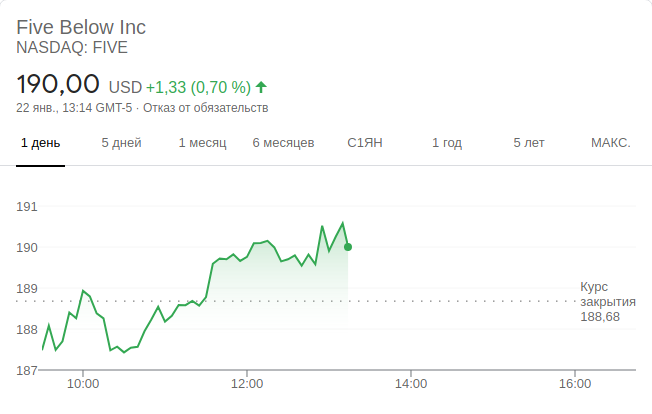 Five Below Inc
NASDAQ: FIVE
190,00 USD +1,33 (0,70 %)
22 янв., 13:14 GMT-5 · Отказ от обязательств
1 день 5 дней 1 месяц 6 месяцев С1ЯН 1 год 5 лет МАКС.
191
190
189
188
187
Курс
закрытия
188,68
10:00 12:00 14:00 16:00